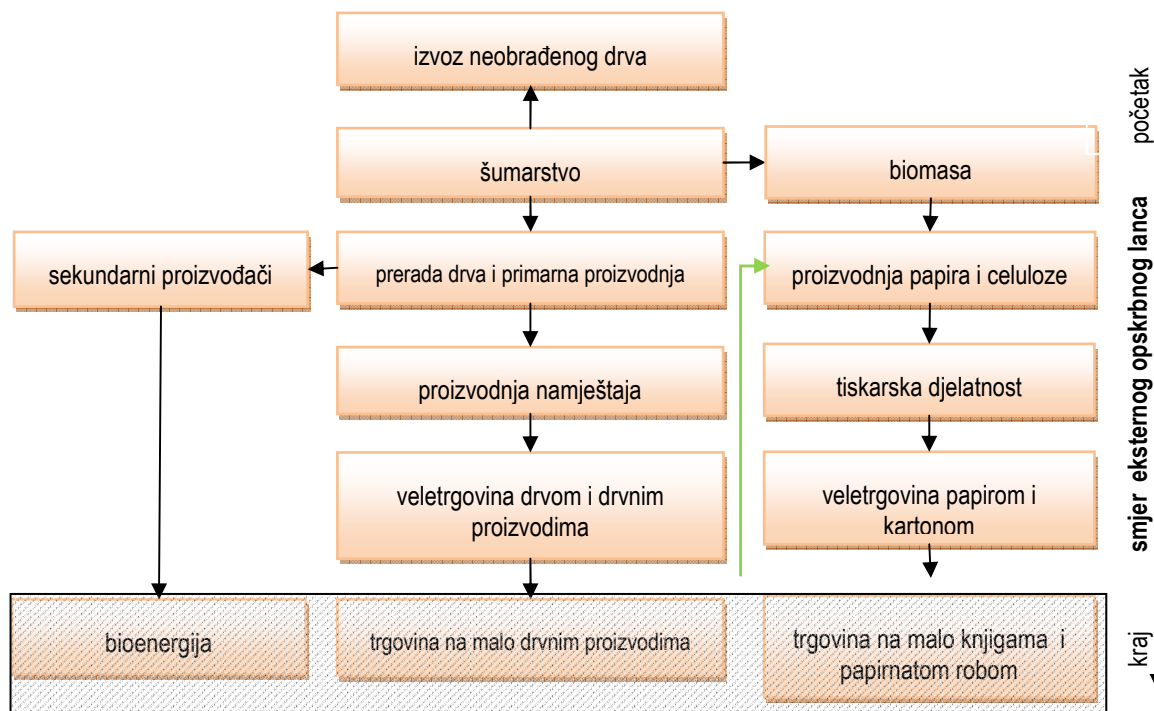 izvoz neobrađenog drva
šumarstvo
biomasa
sekundarni proizvođači
prerada drva i primarna proizvodnja
proizvodnja papira i celuloze
proizvodnja namještaja
tiskarska djelatnost
veletrgovina drvom i drvnim
proizvodima
veletrgovina papirom i
kartonom
bioenergija
trgovina na malo drvnim proizvodima
trgovina na malo knjigama i
papirnatom robom
početak
smjer eksternog opskrbnog lanca
kraj